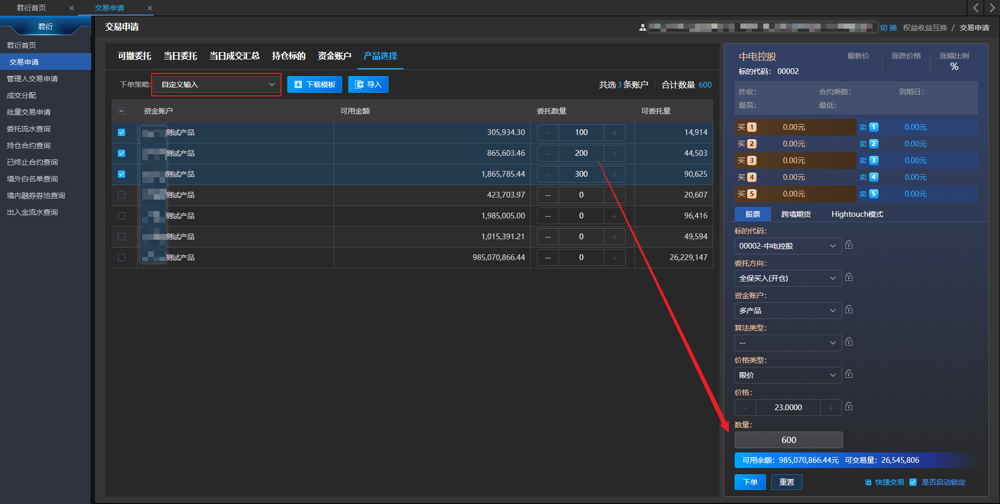 君衍首页
交易申请
君衍
君衍首页
交易申请
管理人交易申请
成交分配
批量交易申请
委托流水查询
持仓合约查询
已终止合约查询
境外白名单查询
境内融券券池查询
出入金流水查询
交易申请
切 换 权益收益互换 / 交易申请
可撤委托 当日委托 当日成交汇总 持仓标的 资金账户 产品选择
下单策略: 自定义输入 下载模板 导入 共选 3 条账户 合计数量 600
资金账户 可用金额 委托数量 可委托量
测试产品 305,934.30 100 14,914
测试产品 865,603.46 200 44,503
测试产品 1,865,785.44 300 90,625
测试产品 423,703.97 0 20,607
测试产品 1,985,005.00 0 96,416
测试产品 1,015,391.21 0 49,594
测试产品 985,070,866.44 0 26,229,147
中电控股 最新价 涨跌价格 涨幅比例
标的代码: 00002 %
昨收: 合约乘数: 到期日:
最高: 最低:
买 1 0.00元 卖 1 0.00元
买 2 0.00元 卖 2 0.00元
买 3 0.00元 卖 3 0.00元
买 4 0.00元 卖 4 0.00元
买 5 0.00元 卖 5 0.00元
股票 跨境期货 Hightouch模式
标的代码:
00002-中电控股
委托方向:
全保买入(开仓)
资金账户:
多产品
算法类型:
--
价格类型:
限价
价格:
23.0000
数量:
600
可用余额: 985,070,866.44元 可交易量: 26,545,806
下单 重置 快捷交易 是否启动锁定